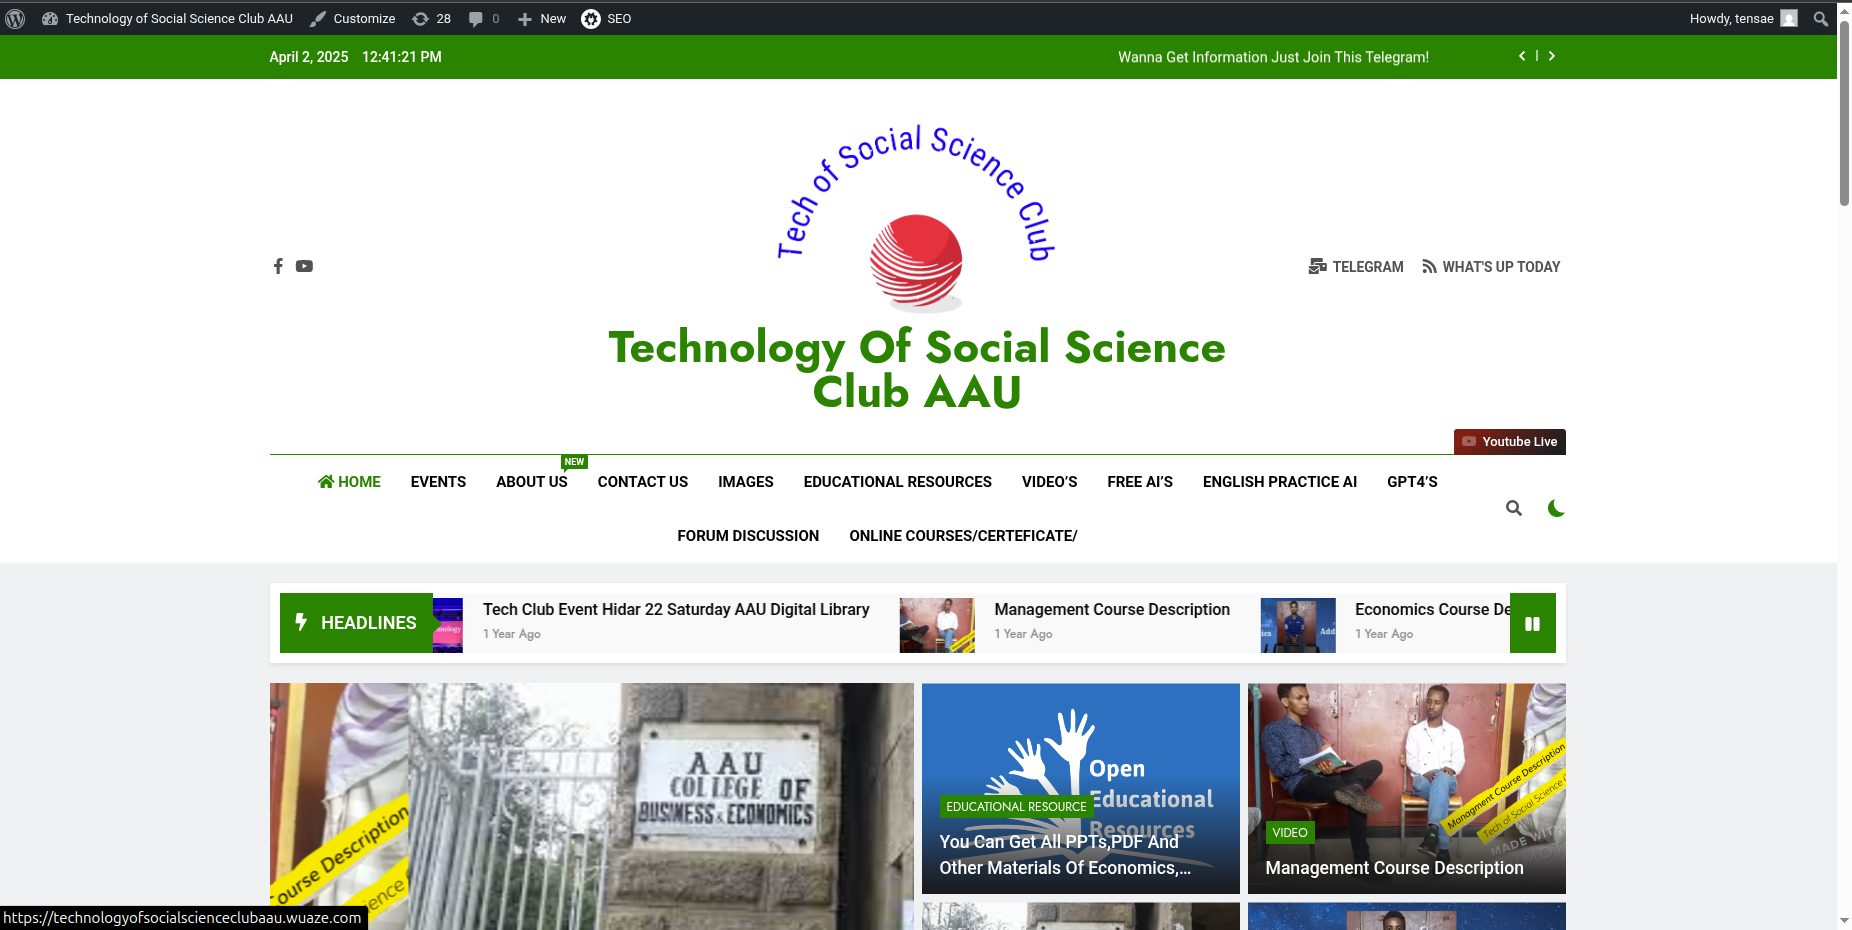 Technology of Social Science Club AAU
Customize
28
0
New
SEO
Howdy, tensae
April 2, 2025 12:41:21 PM
Wanna Get Information Just Join This Telegram!
Tech of Social Science Club
TELEGRAM
WHAT'S UP TODAY
Technology Of Social Science
Club AAU
Youtube Live
NEW
HOME
EVENTS
ABOUT US
CONTACT US
IMAGES
EDUCATIONAL RESOURCES
VIDEO'S
FREE AI'S
ENGLISH PRACTICE AI
GPT4'S
FORUM DISCUSSION
ONLINE COURSES/CERTEFICATE/
HEADLINES
Tech Club Event Hidar 22 Saturday AAU Digital Library
1 Year Ago
Management Course Description
1 Year Ago
Economics Course De
1 Year Ago
ourse Description
ience
AAU
COLLEGE OF
BUSINESS & ECONOMICS
Open
Educational
Resources
EDUCATIONAL RESOURCE
You Can Get All PPTs,PDF And
Other Materials Of Economics,...
Managment Course Description
Tech of Social Science
MADE WITH
VIDEO
Management Course Description
https://technologyofsocialscienceclubaau.wuaze.com